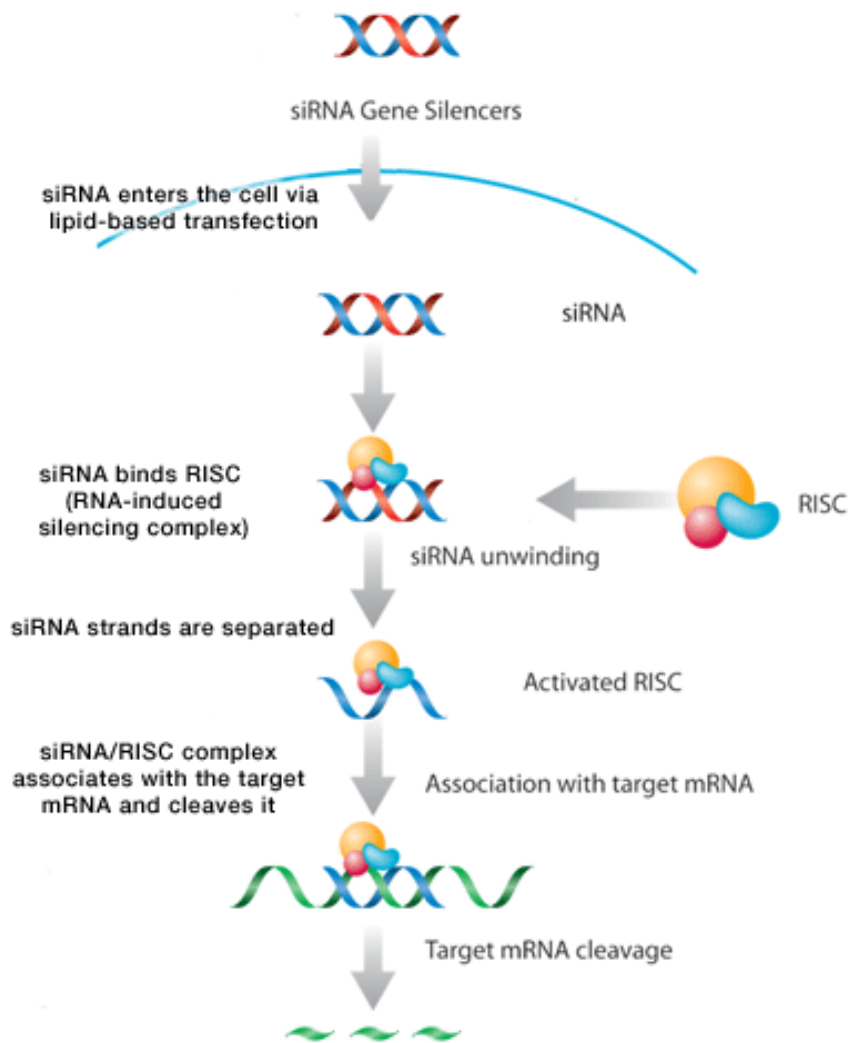 siRNA Gene Silencers
siRNA enters the cell via
lipid-based transfection
siRNA
siRNA binds RISC
(RNA-induced
silencing complex)
RISC
siRNA unwinding
siRNA strands are separated
Activated RISC
siRNA/RISC complex
associates with the target
mRNA and cleaves it
Association with target mRNA
Target mRNA cleavage